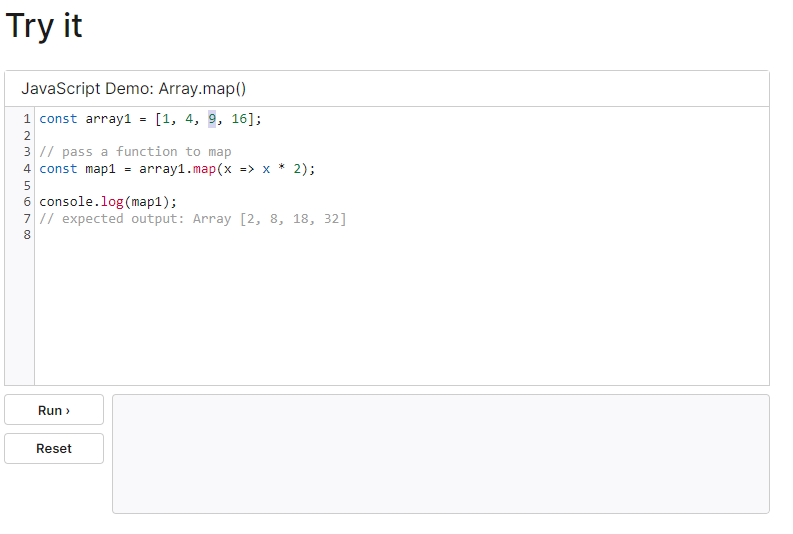 Try it
JavaScript Demo: Array.map()
1 const array1 = [1, 4, 9, 16];
2
3 // pass a function to map
4 const map1 = array1.map(x => x * 2);
5
6 console.log(map1);
7 // expected output: Array [2, 8, 18, 32]
8
Run ›
Reset